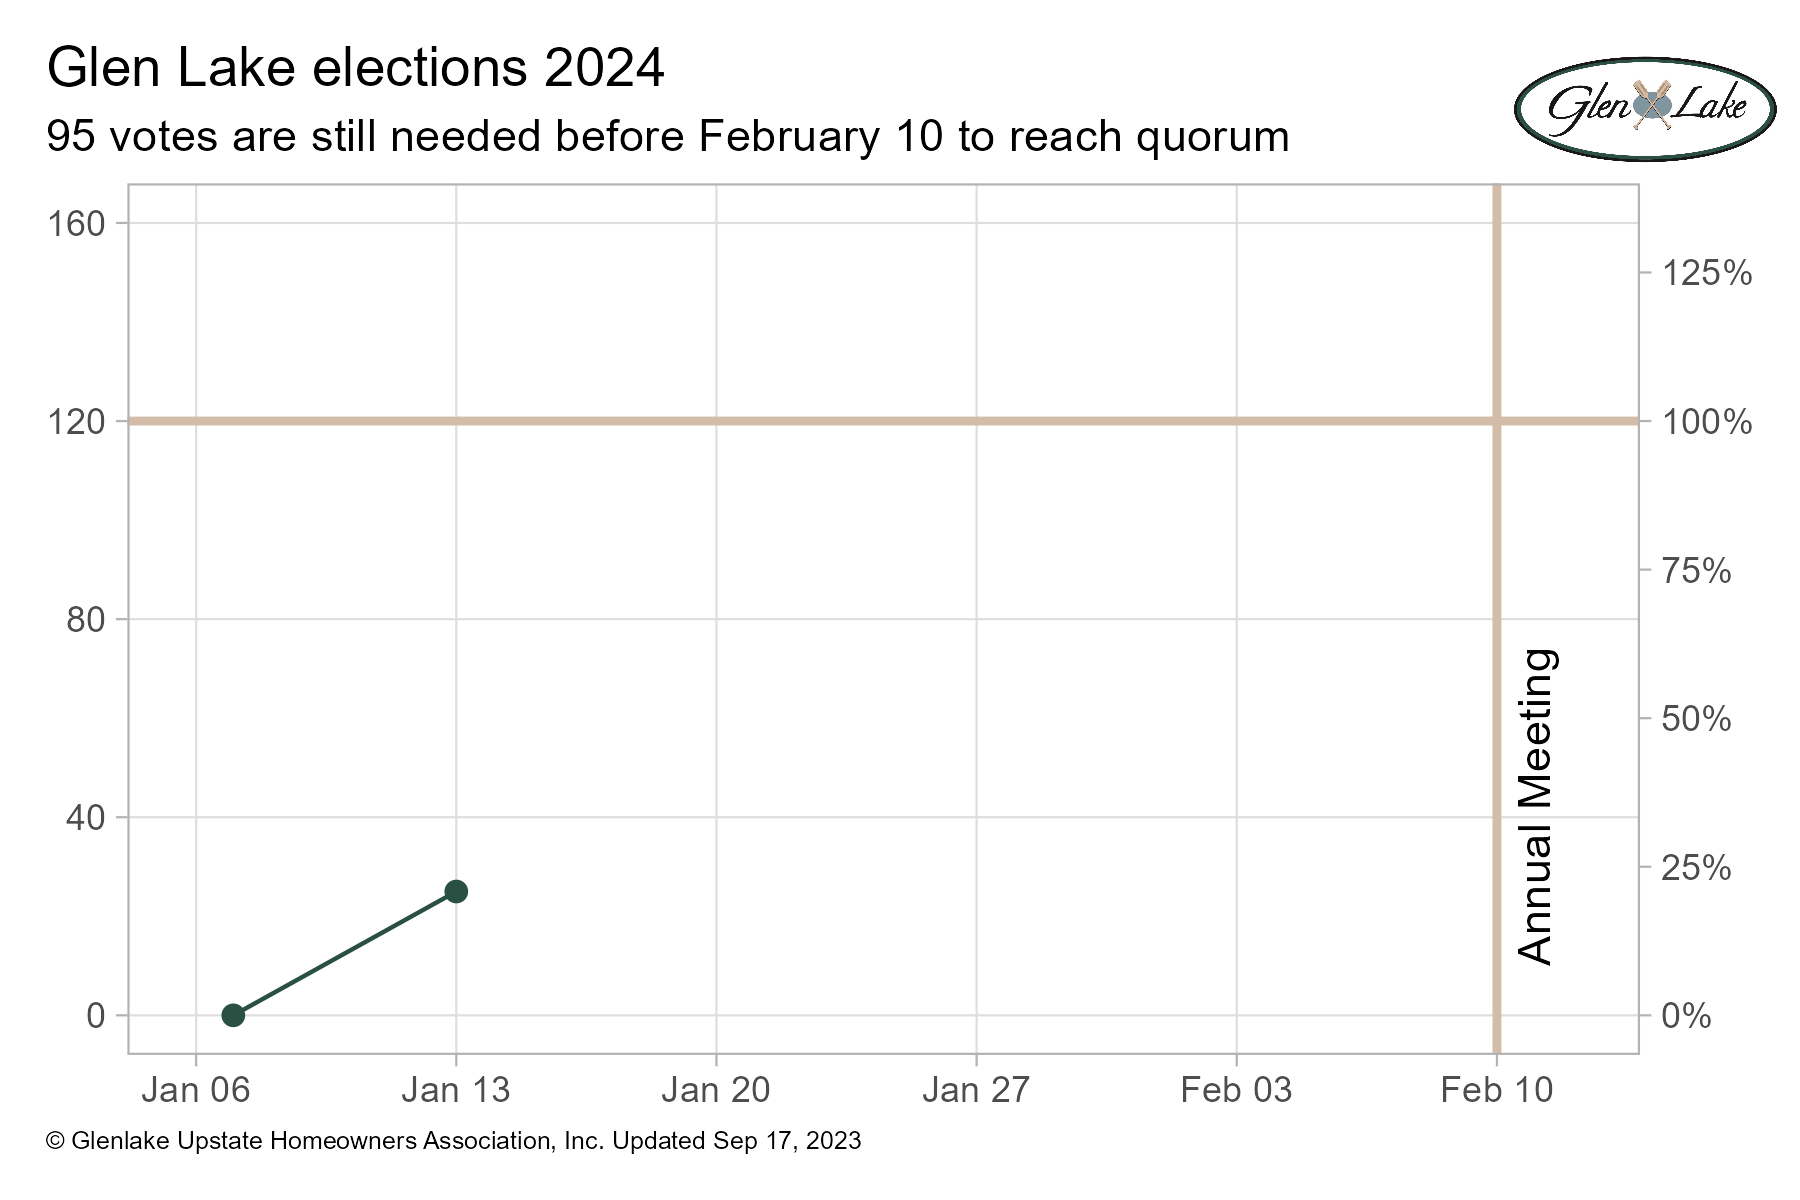 Glen Lake elections 2024
Glen Lake
95 votes are still needed before February 10 to reach quorum
160
120
80
40
0
125%
100%
75%
50%
25%
0%
Annual Meeting
Jan 06
Jan 13
Jan 20
Jan 27
Feb 03
Feb 10
© Glenlake Upstate Homeowners Association, Inc. Updated Sep 17, 2023